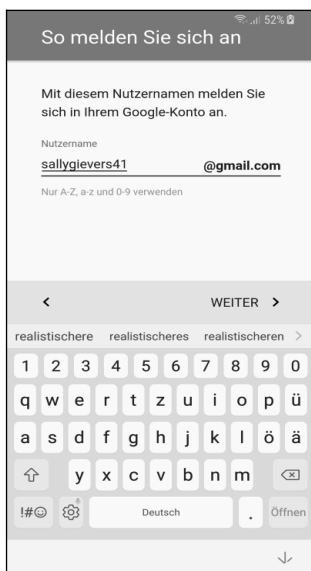 52%
So melden Sie sich an
Mit diesem Nutzernamen melden Sie
sich in Ihrem Google-Konto an.
Nutzername
sallygievers41 @gmail.com
Nur A-Z, a-z und 0-9 verwenden
< WEITER >
realistischere realistischeres realistischeren >
1 2 3 4 5 6 7 8 9 0
q w e r t z u i o p ü
a s d f g h j k l ö ä
y x c v b n m
!#☺ Deutsch . Öffnen